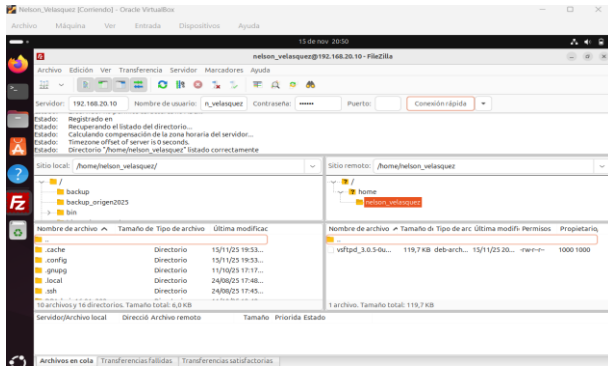 Nelson_Velasquez [Corriendo] - Oracle VirtualBox
Archivo Máquina Ver Entrada Dispositivos Ayuda
15 de nov 20:50
nelson_velasquez@192.168.20.10 - FileZilla
Archivo Edición Ver Transferencia Servidor Marcadores Ayuda
Servidor: 192.168.20.10 Nombre de usuario: n_velasquez Contraseña: •••••• Puerto: Conexión rápida
Estado: Registrado en
Estado: Recuperando el listado de directorio...
Estado: Calculando compensación de la zona horaria del servidor...
Estado: Timezone offset of server is 0 seconds.
Estado: Directorio "/home/nelson_velasquez" listado correctamente
Sitio local: /home/nelson_velasquez/ Sitio remoto: /home/nelson_velasquez
/
backup
backup_origen2025
bin
/
home
nelson_velasquez
Nombre de archivo Tamaño de Tipo de archivo Última modificac
..
.cache Directorio 15/11/25 19:53...
.config Directorio 15/11/25 19:53...
.gnupg Directorio 11/10/25 17:17...
.local Directorio 24/08/25 17:48...
.ssh Directorio 24/08/25 17:45...
10 archivos y 16 directorios. Tamaño total: 6,0 KB
Nombre de archivo Tamaño de Tipo de arc Última modifi Permisos Propietario,
..
vsftpd_3.0.5-0u... 119,7 KB deb-arch... 15/11/25 20... -rw-r--r-- 1000 1000
1 archivo. Tamaño total: 119,7 KB
Servidor/Archivo local Direcció Archivo remoto Tamaño Priorida Estado
Archivos en cola Transferencias fallidas Transferencias satisfactorias